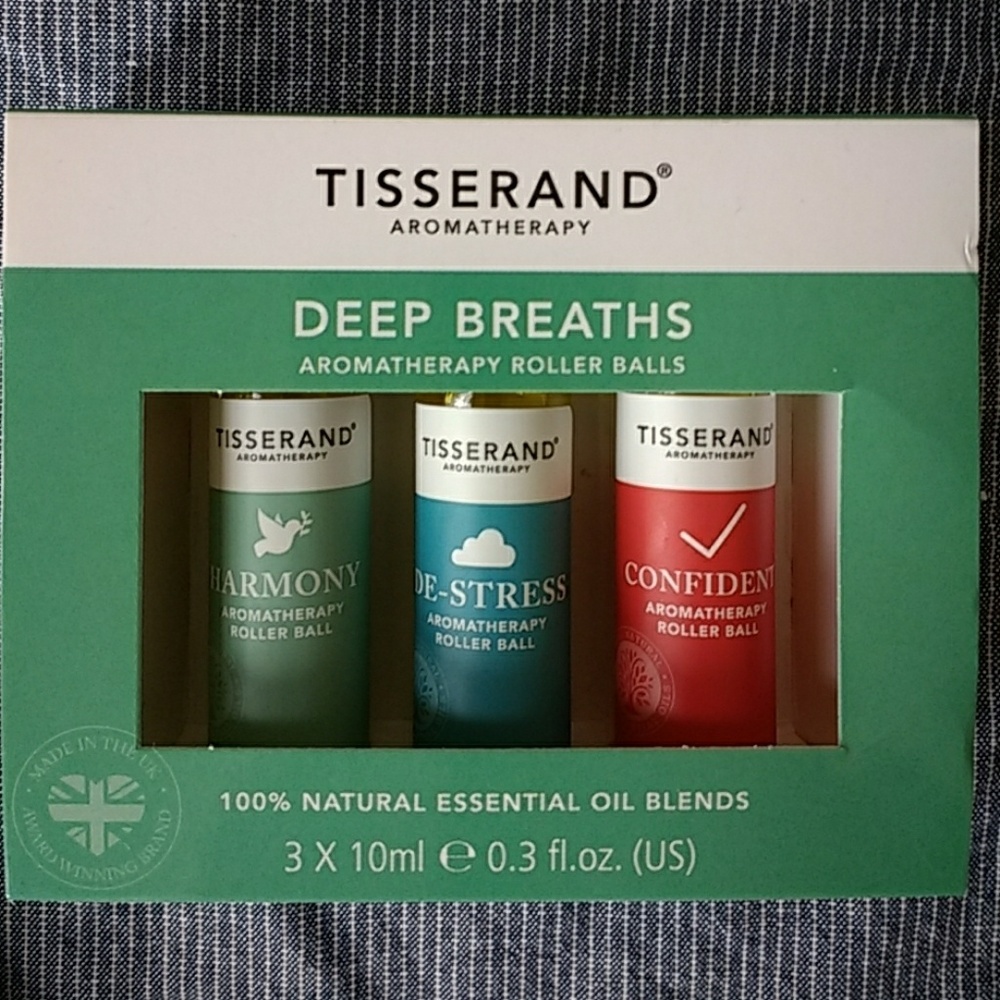 TISSERAND®
AROMATHERAPY
DEEP BREATHS
AROMATHERAPY ROLLER BALLS
TISSERAND®
AROMATHERAPY
HARMONY
AROMATHERAPY
ROLLER BALL
TISSERAND®
AROMATHERAPY
DE-STRESS
AROMATHERAPY
ROLLER BALL
TISSERAND®
AROMATHERAPY
CONFIDENT
AROMATHERAPY
ROLLER BALL
MADE IN THE UK
AWARD WINNING BRAND
100% NATURAL ESSENTIAL OIL BLENDS
3 X 10ml ℮ 0.3 fl.oz. (US)